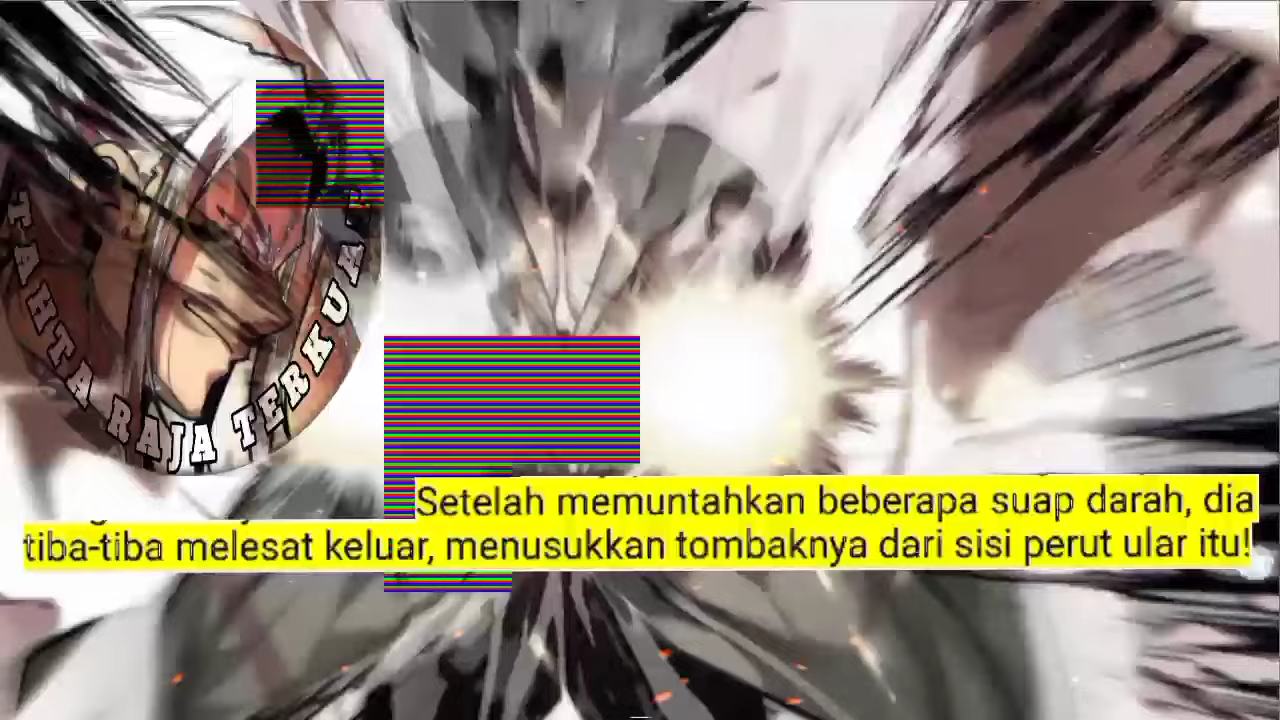 TAHTA RAJA TERKUAT
Setelah memuntahkan beberapa suap darah, dia
tiba-tiba melesat keluar, menusukkan tombaknya dari sisi perut ular itu!